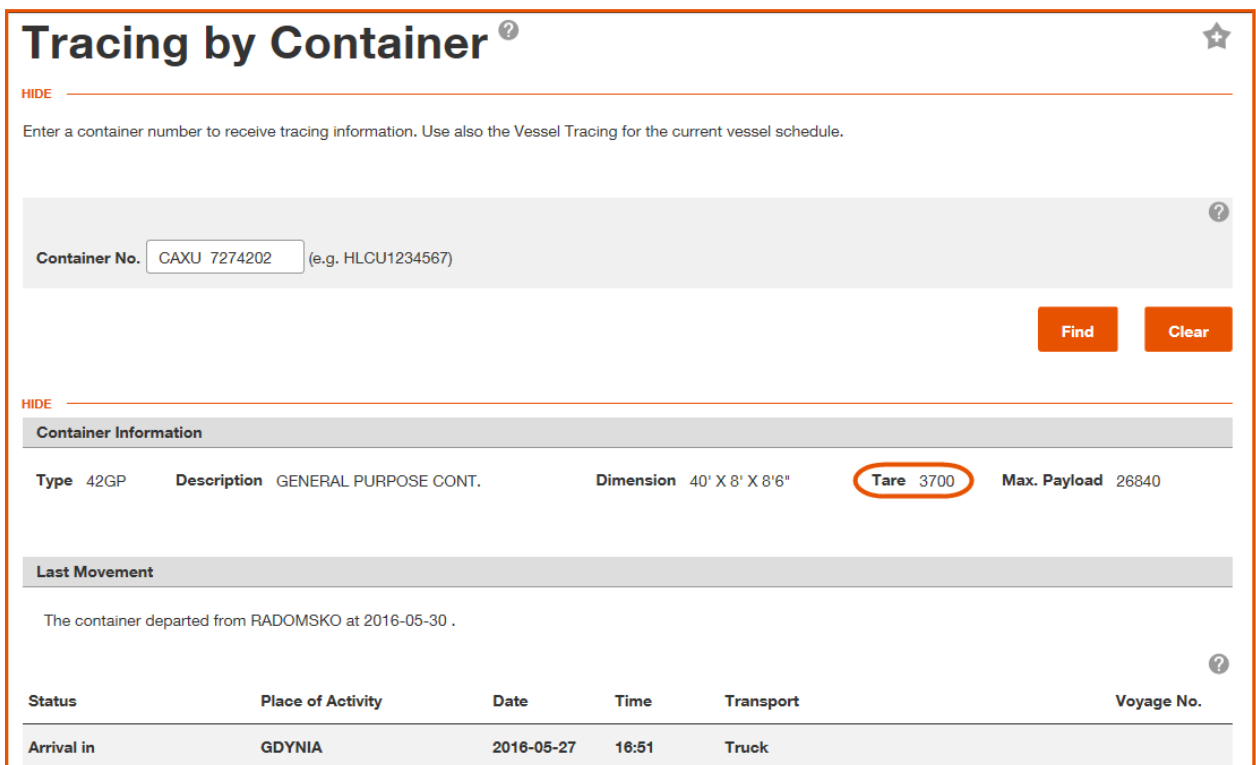 Tracing by Container
HIDE
Enter a container number to receive tracing information. Use also the Vessel Tracing for the current vessel schedule.
Container No. CAXU 7274202 (e.g. HLCU1234567)
Find Clear
HIDE
Container Information
Type 42GP Description GENERAL PURPOSE CONT. Dimension 40' X 8' X 8'6" Tare 3700 Max. Payload 26840
Last Movement
The container departed from RADOMSKO at 2016-05-30 .
Status Place of Activity Date Time Transport Voyage No.
Arrival in GDYNIA 2016-05-27 16:51 Truck